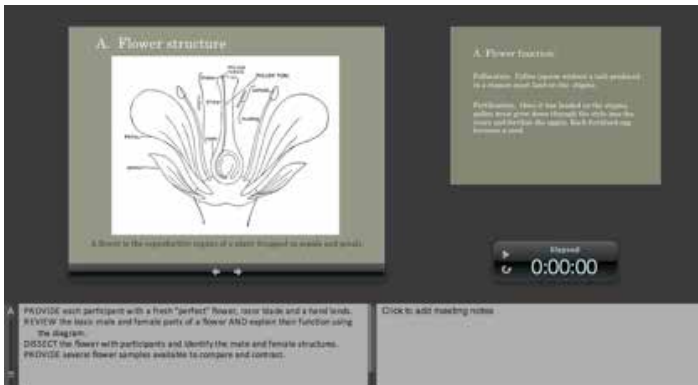 A. Flower structure
POLLEN TUBE
STYLE
PETAL
A flower is the reproductive organs of a plant wrapped in sepals and petals.
A. Flower function
Pollination. Pollen (sperm without a tail) produced
in a stamen must land on the stigma.
Fertilization. Once it has landed on the stigma,
pollen must grow down through the style into the
ovary and fertilize the egg(s). Each fertilized egg
becomes a seed.
Elapsed
0:00:00
A
PROVIDE each participant with a fresh "perfect" flower, razor blade and a hand lends.
REVIEW the basic male and female parts of a flower AND explain their function using
the diagram.
DISSECT the flower with participants and identify the male and female structures.
PROVIDE several flower samples available to compare and contrast.
Click to add meeting notes